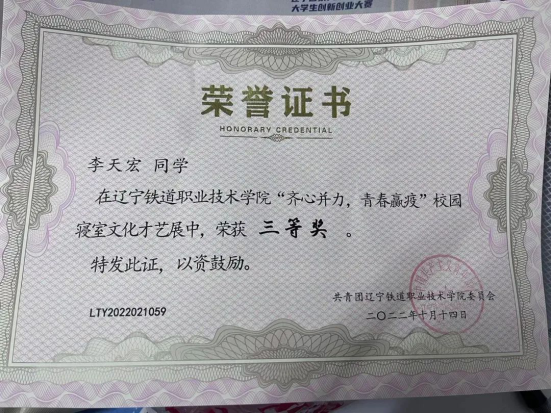 大学生创新创业大赛
荣誉证书
HONORARY CREDENTIAL
李天宏 同学
在辽宁铁道职业技术学院“齐心并力，青春赢疫”校园
寝室文化才艺展中，荣获 三等奖 。
特发此证，以资鼓励。
共青团辽宁铁道职业技术学院委员会
LTY2022021059
二〇二二年十月十四日